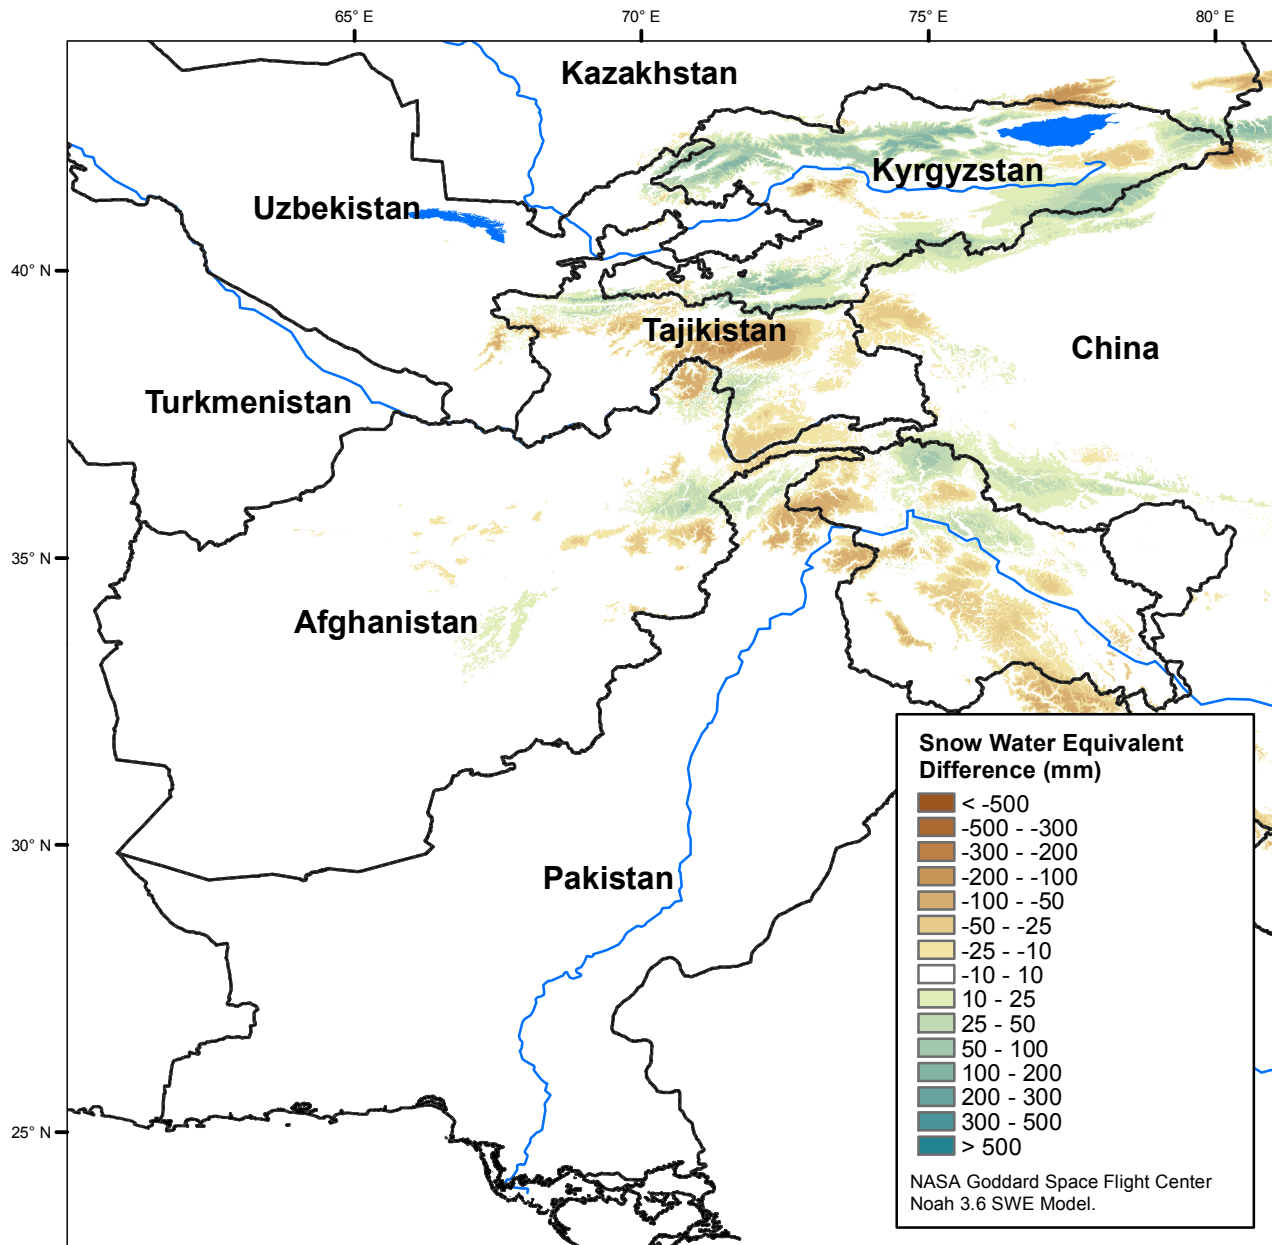 65° E
70° E
75° E
80° E
Kazakhstan
Kyrgyzstan
Uzbekistan
40° N
Tajikistan
China
Turkmenistan
35° N
Afghanistan
Snow Water Equivalent
Difference (mm)
< -500
-500 - -300
-300 - -200
-200 - -100
-100 - -50
-50 - -25
-25 - -10
-10 - 10
10 - 25
25 - 50
50 - 100
100 - 200
200 - 300
300 - 500
> 500
30° N
Pakistan
25° N
NASA Goddard Space Flight Center
Noah 3.6 SWE Model.